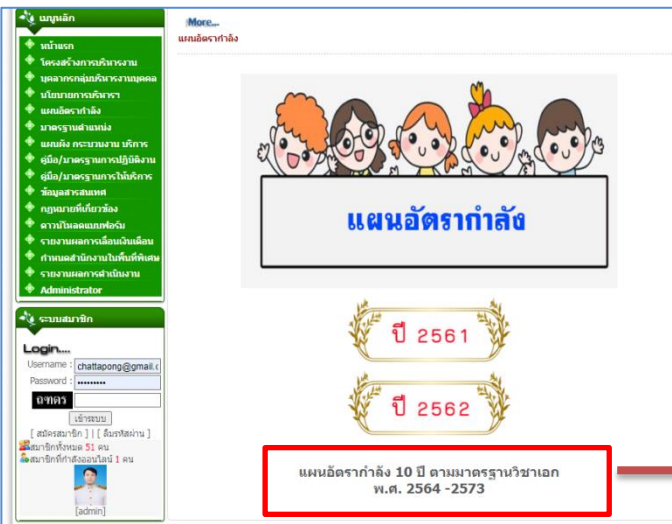 เมนูหลัก
หน้าแรก
โครงสร้างการบริหารงาน
บุคลากรกลุ่มบริหารงานบุคคล
นโยบายการบริหารฯ
แผนอัตรากำลัง
มาตรฐานตำแหน่ง
แผนผัง กระบวนงาน บริการ
คู่มือ/มาตรฐานการปฏิบัติงาน
คู่มือ/มาตรฐานการให้บริการ
ข้อมูลสารสนเทศ
กฎหมายที่เกี่ยวข้อง
ดาวน์โหลดแบบฟอร์ม
รายงานผลการเลื่อนเงินเดือน
กำหนดสำนักงานในพื้นที่พิเศษ
รายงานผลการดำเนินงาน
Administrator
ระบบสมาชิก
Login....
Username : chattapong@gmail.c
Password :
เข้าระบบ
[ สมัครสมาชิก ] | [ ลืมรหัสผ่าน ]
สมาชิกทั้งหมด 51 คน
สมาชิกที่กำลังออนไลน์ 1 คน
[admin]
More...
แผนอัตรากำลัง
แผนอัตรากำลัง
ปี 2561
ปี 2562
แผนอัตรากำลัง 10 ปี ตามมาตรฐานวิชาเอก
พ.ศ. 2564 -2573